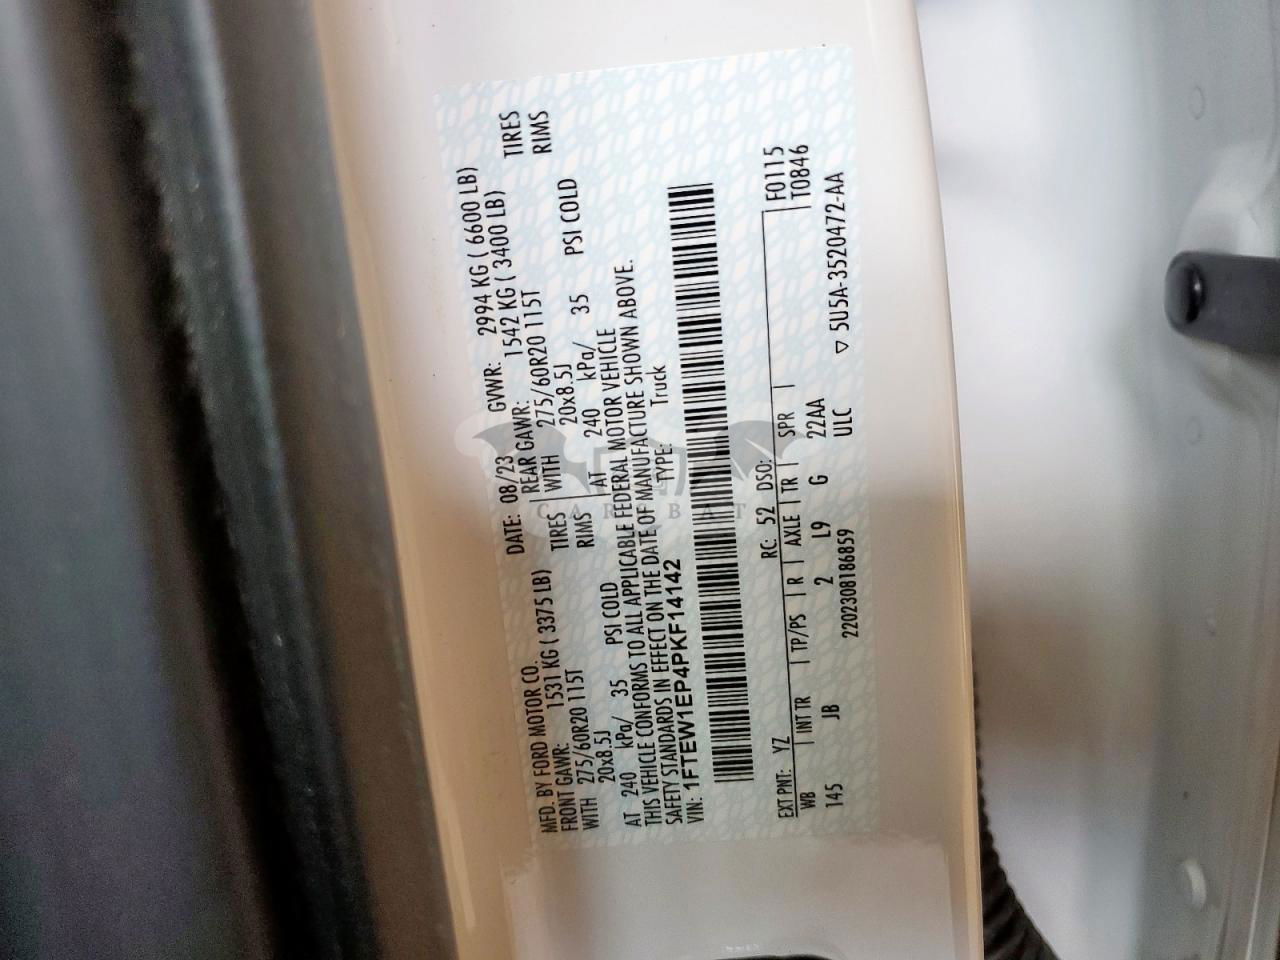 MFD. BY FORD MOTOR CO. DATE: 08/23 GVWR: 2994 KG ( 6600 LB)
FRONT GAWR: 1531 KG ( 3375 LB) REAR GAWR: 1542 KG ( 3400 LB)
WITH 275/60R20 115T TIRES WITH 275/60R20 115T TIRES
20x8.5J RIMS 20x8.5J RIMS
AT 240 kPa/ 35 PSI COLD AT 240 kPa/ 35 PSI COLD
THIS VEHICLE CONFORMS TO ALL APPLICABLE FEDERAL MOTOR VEHICLE
SAFETY STANDARDS IN EFFECT ON THE DATE OF MANUFACTURE SHOWN ABOVE.
VIN: 1FTEW1EP4PKF14142 TYPE: Truck
EXT PNT: YZ RC: 52 DSO: F0115
WB INT TR TP/PS R AXLE TR SPR T0846
145 JB 2 L9 G 22AA
2202308186859 ULC ▽ 5U5A-3520472-AA
CAR BAT